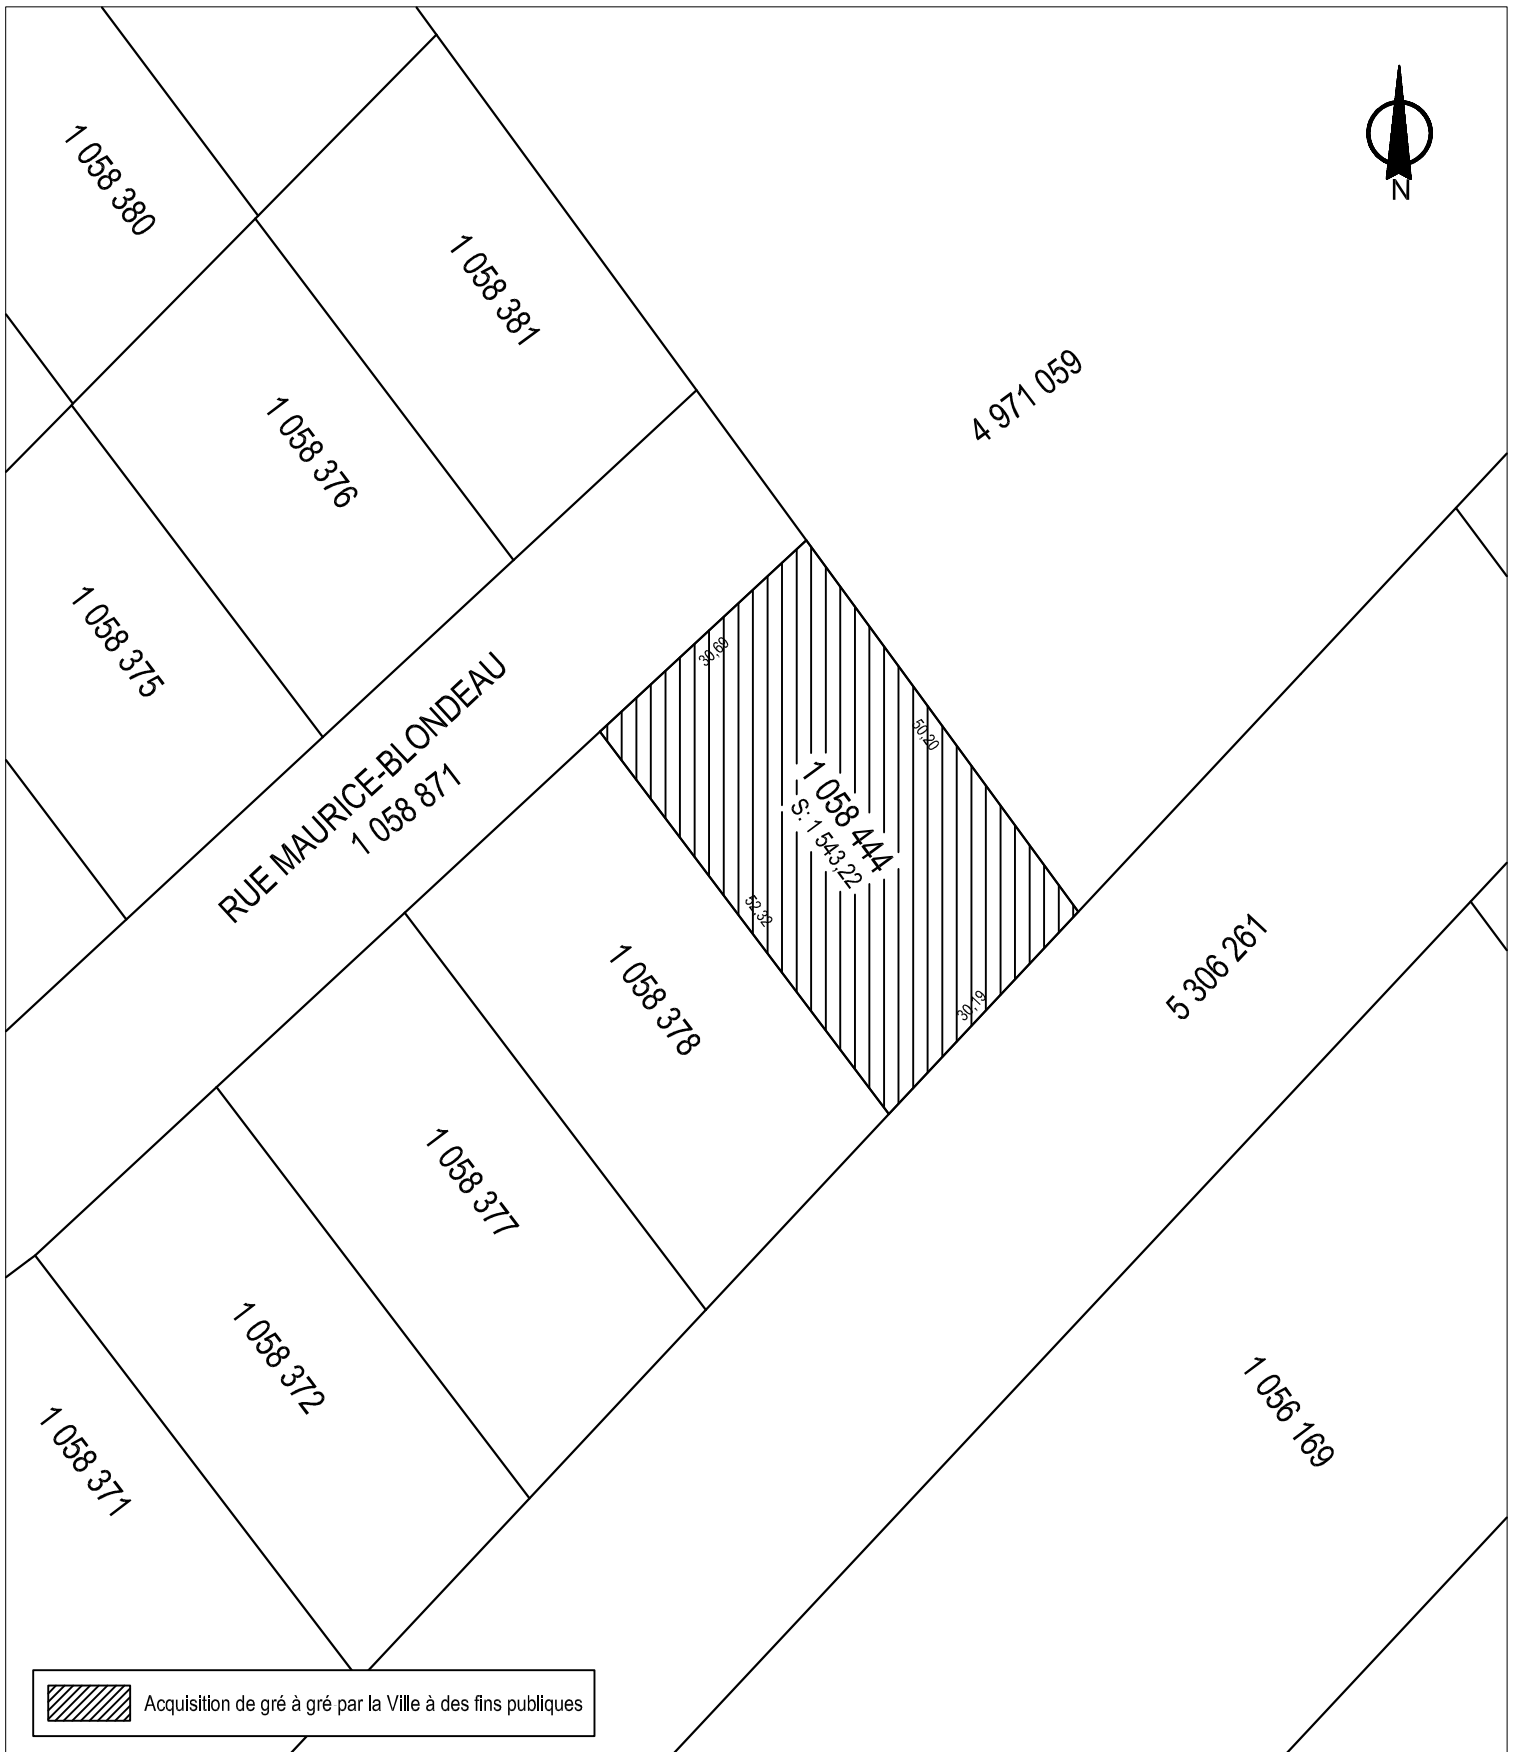 N
1 058 380
1 058 381
4 971 059
1 058 376
1 058 375
30,69
RUE MAURICE-BLONDEAU
1 058 871
50,20
1 058 444
S: 1 543,22
52,32
1 058 378
5 306 261
30,19
1 058 377
1 058 372
1 056 169
1 058 371
Acquisition de gré à gré par la Ville à des fins publiques